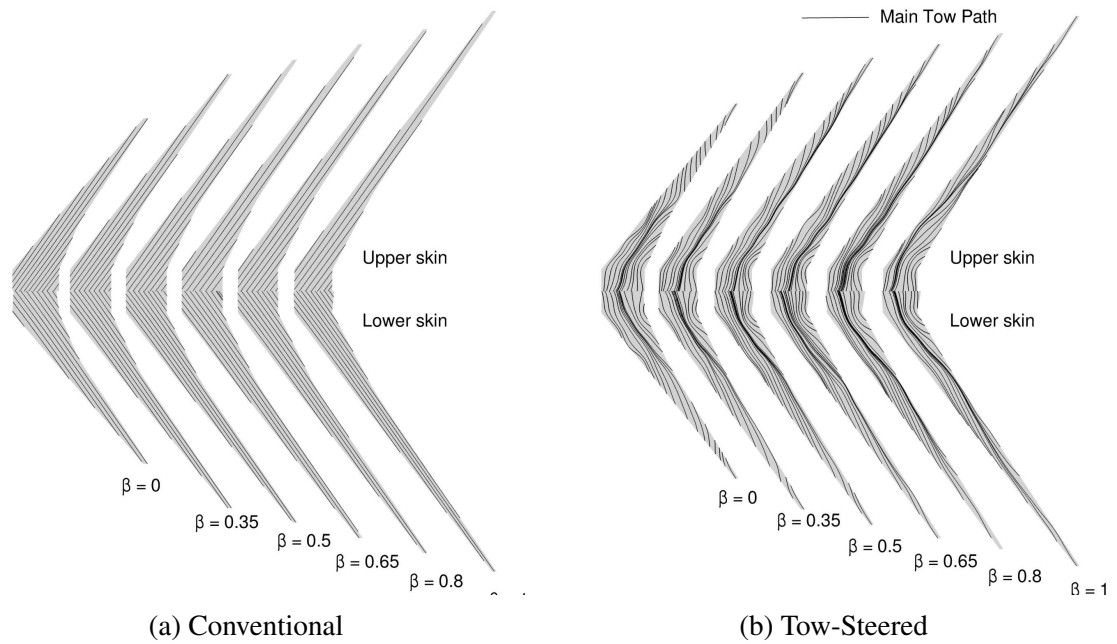 Upper skin
Lower skin
β = 0
β = 0.35
β = 0.5
β = 0.65
β = 0.8
(a) Conventional
Main Tow Path
Upper skin
Lower skin
β = 0
β = 0.35
β = 0.5
β = 0.65
β = 0.8
β = 1
(b) Tow-Steered